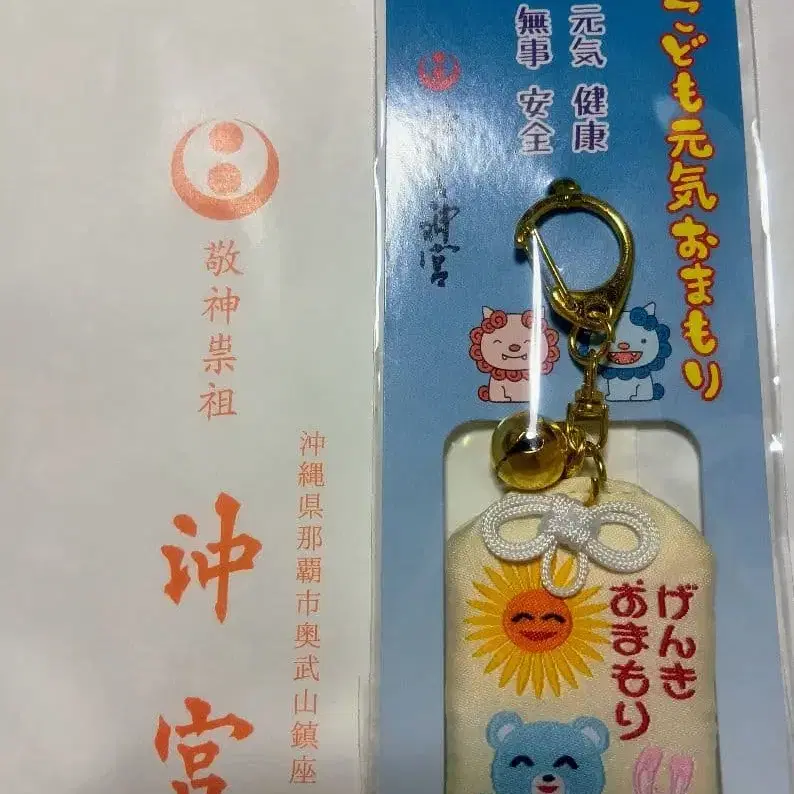 敬神崇祖
沖宮
沖縄県那覇市奥武山鎮座
こども元気おまもり
元気 健康
無事 安全
げんき
おまもり